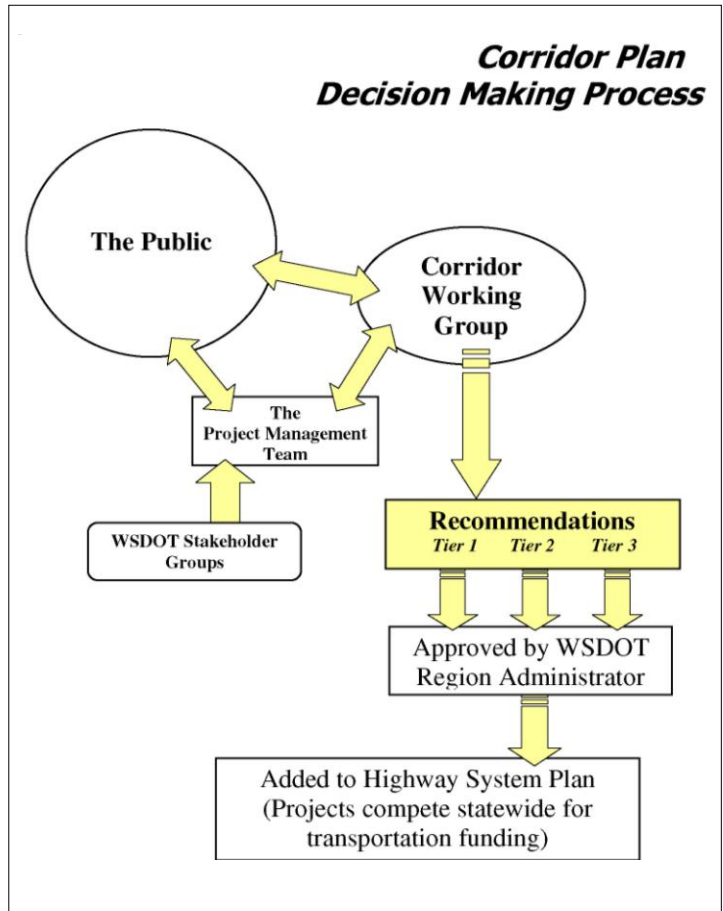 Corridor Plan
Decision Making Process
The Public
Corridor
Working
Group
The
Project Management
Team
WSDOT Stakeholder
Groups
Recommendations
Tier 1 Tier 2 Tier 3
Approved by WSDOT
Region Administrator
Added to Highway System Plan
(Projects compete statewide for
transportation funding)